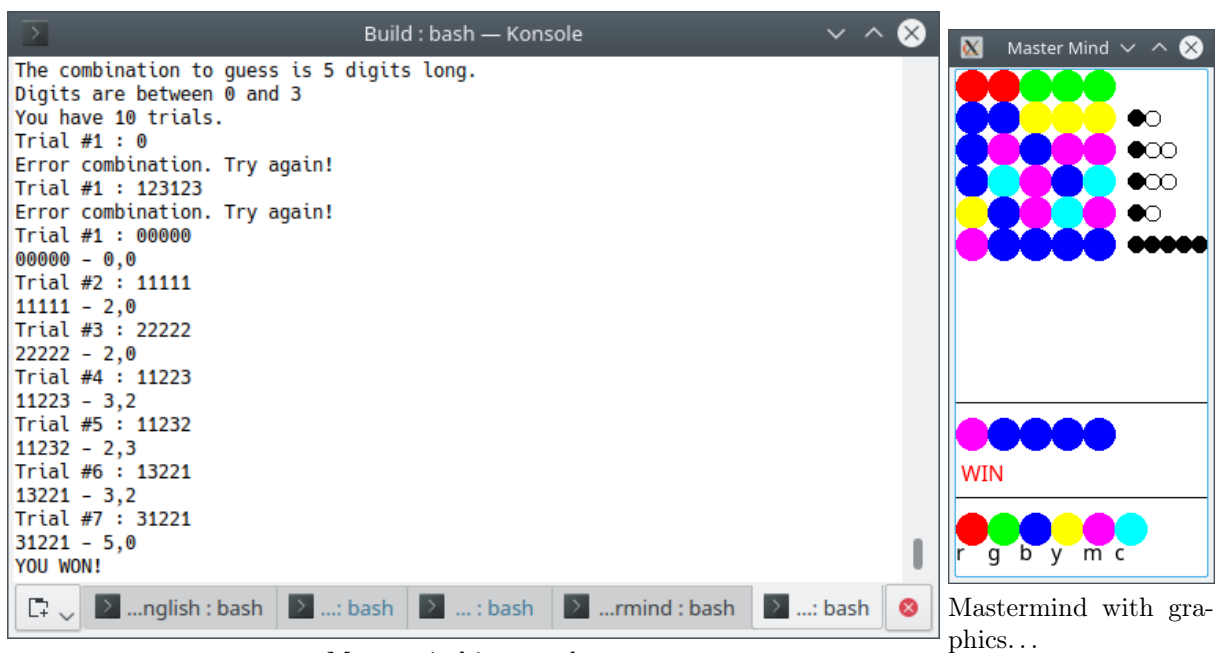 Build : bash — Konsole
The combination to guess is 5 digits long.
Digits are between 0 and 3
You have 10 trials.
Trial #1 : 0
Error combination. Try again!
Trial #1 : 123123
Error combination. Try again!
Trial #1 : 00000
00000 - 0,0
Trial #2 : 11111
11111 - 2,0
Trial #3 : 22222
22222 - 2,0
Trial #4 : 11223
11223 - 3,2
Trial #5 : 11232
11232 - 2,3
Trial #6 : 13221
13221 - 3,2
Trial #7 : 31221
31221 - 5,0
YOU WON!
...nglish : bash
...: bash
... : bash
...rmind : bash
...: bash
Master Mind
WIN
r g b y m c
Mastermind with gra-
phics...